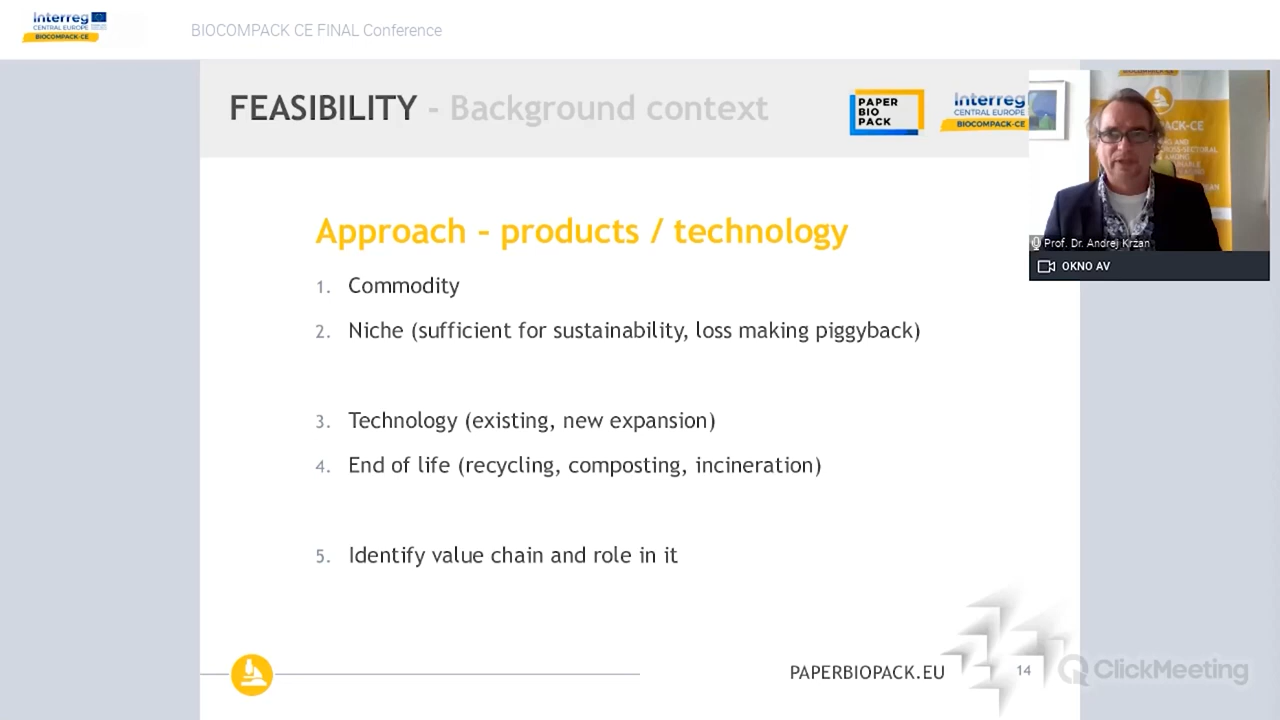 Interreg
CENTRAL EUROPE
BIOCOMPACK-CE
BIOCOMPACK CE FINAL Conference
FEASIBILITY - Background context
PAPER
BIO
PACK
Interreg
CENTRAL EUROPE
BIOCOMPACK-CE
PACK-CE
Prof. Dr. Andrej Kržan
OKNO AV
Approach – products / technology
1. Commodity
2. Niche (sufficient for sustainability, loss making piggyback)
3. Technology (existing, new expansion)
4. End of life (recycling, composting, incineration)
5. Identify value chain and role in it
PAPERBIOPACK.EU
14
ClickMeeting